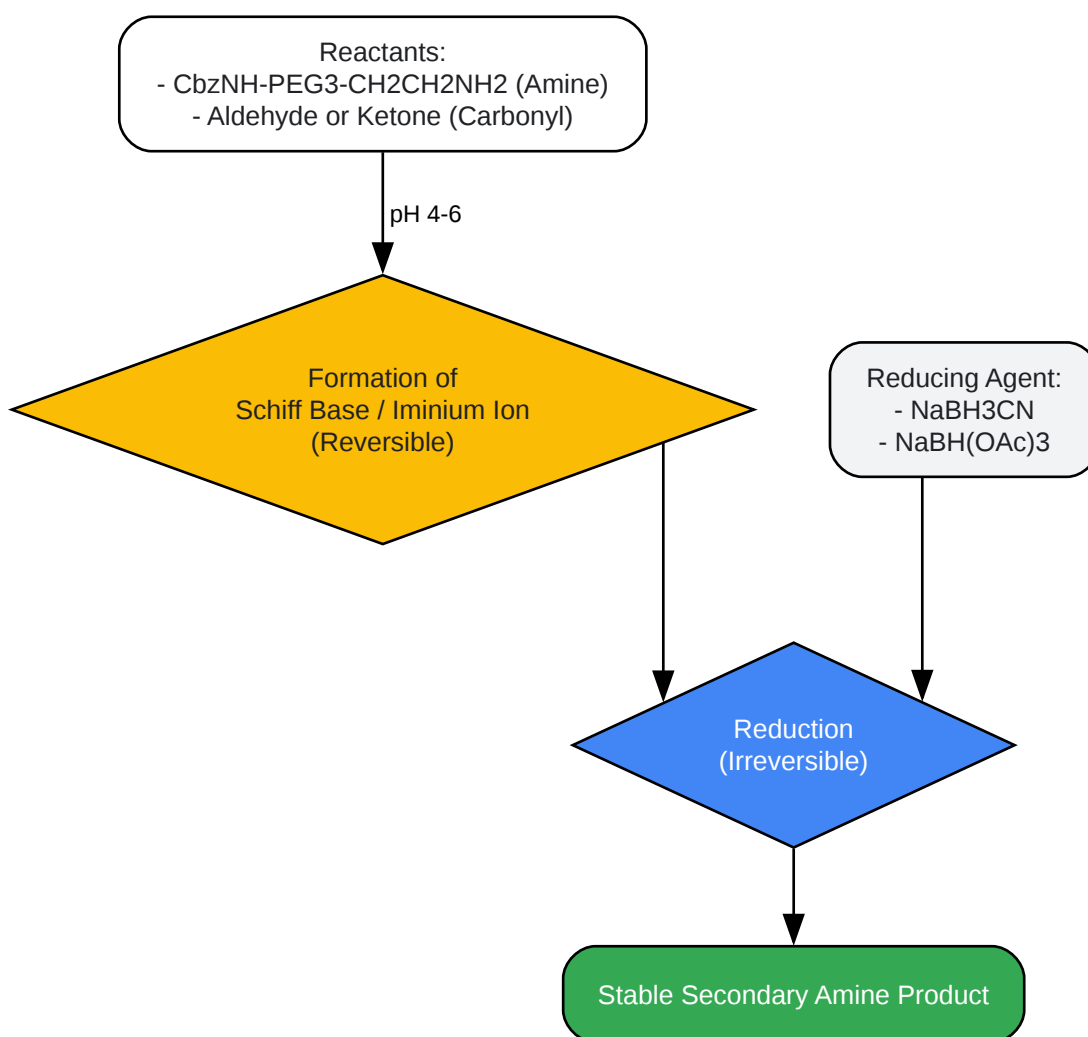 Reactants:
- CbzNH-PEG3-CH2CH2NH2 (Amine)
- Aldehyde or Ketone (Carbonyl)
pH 4-6
Formation of
Schiff Base / Iminium Ion
(Reversible)
Reducing Agent:
- NaBH3CN
- NaBH(OAc)3
Reduction
(Irreversible)
Stable Secondary Amine Product